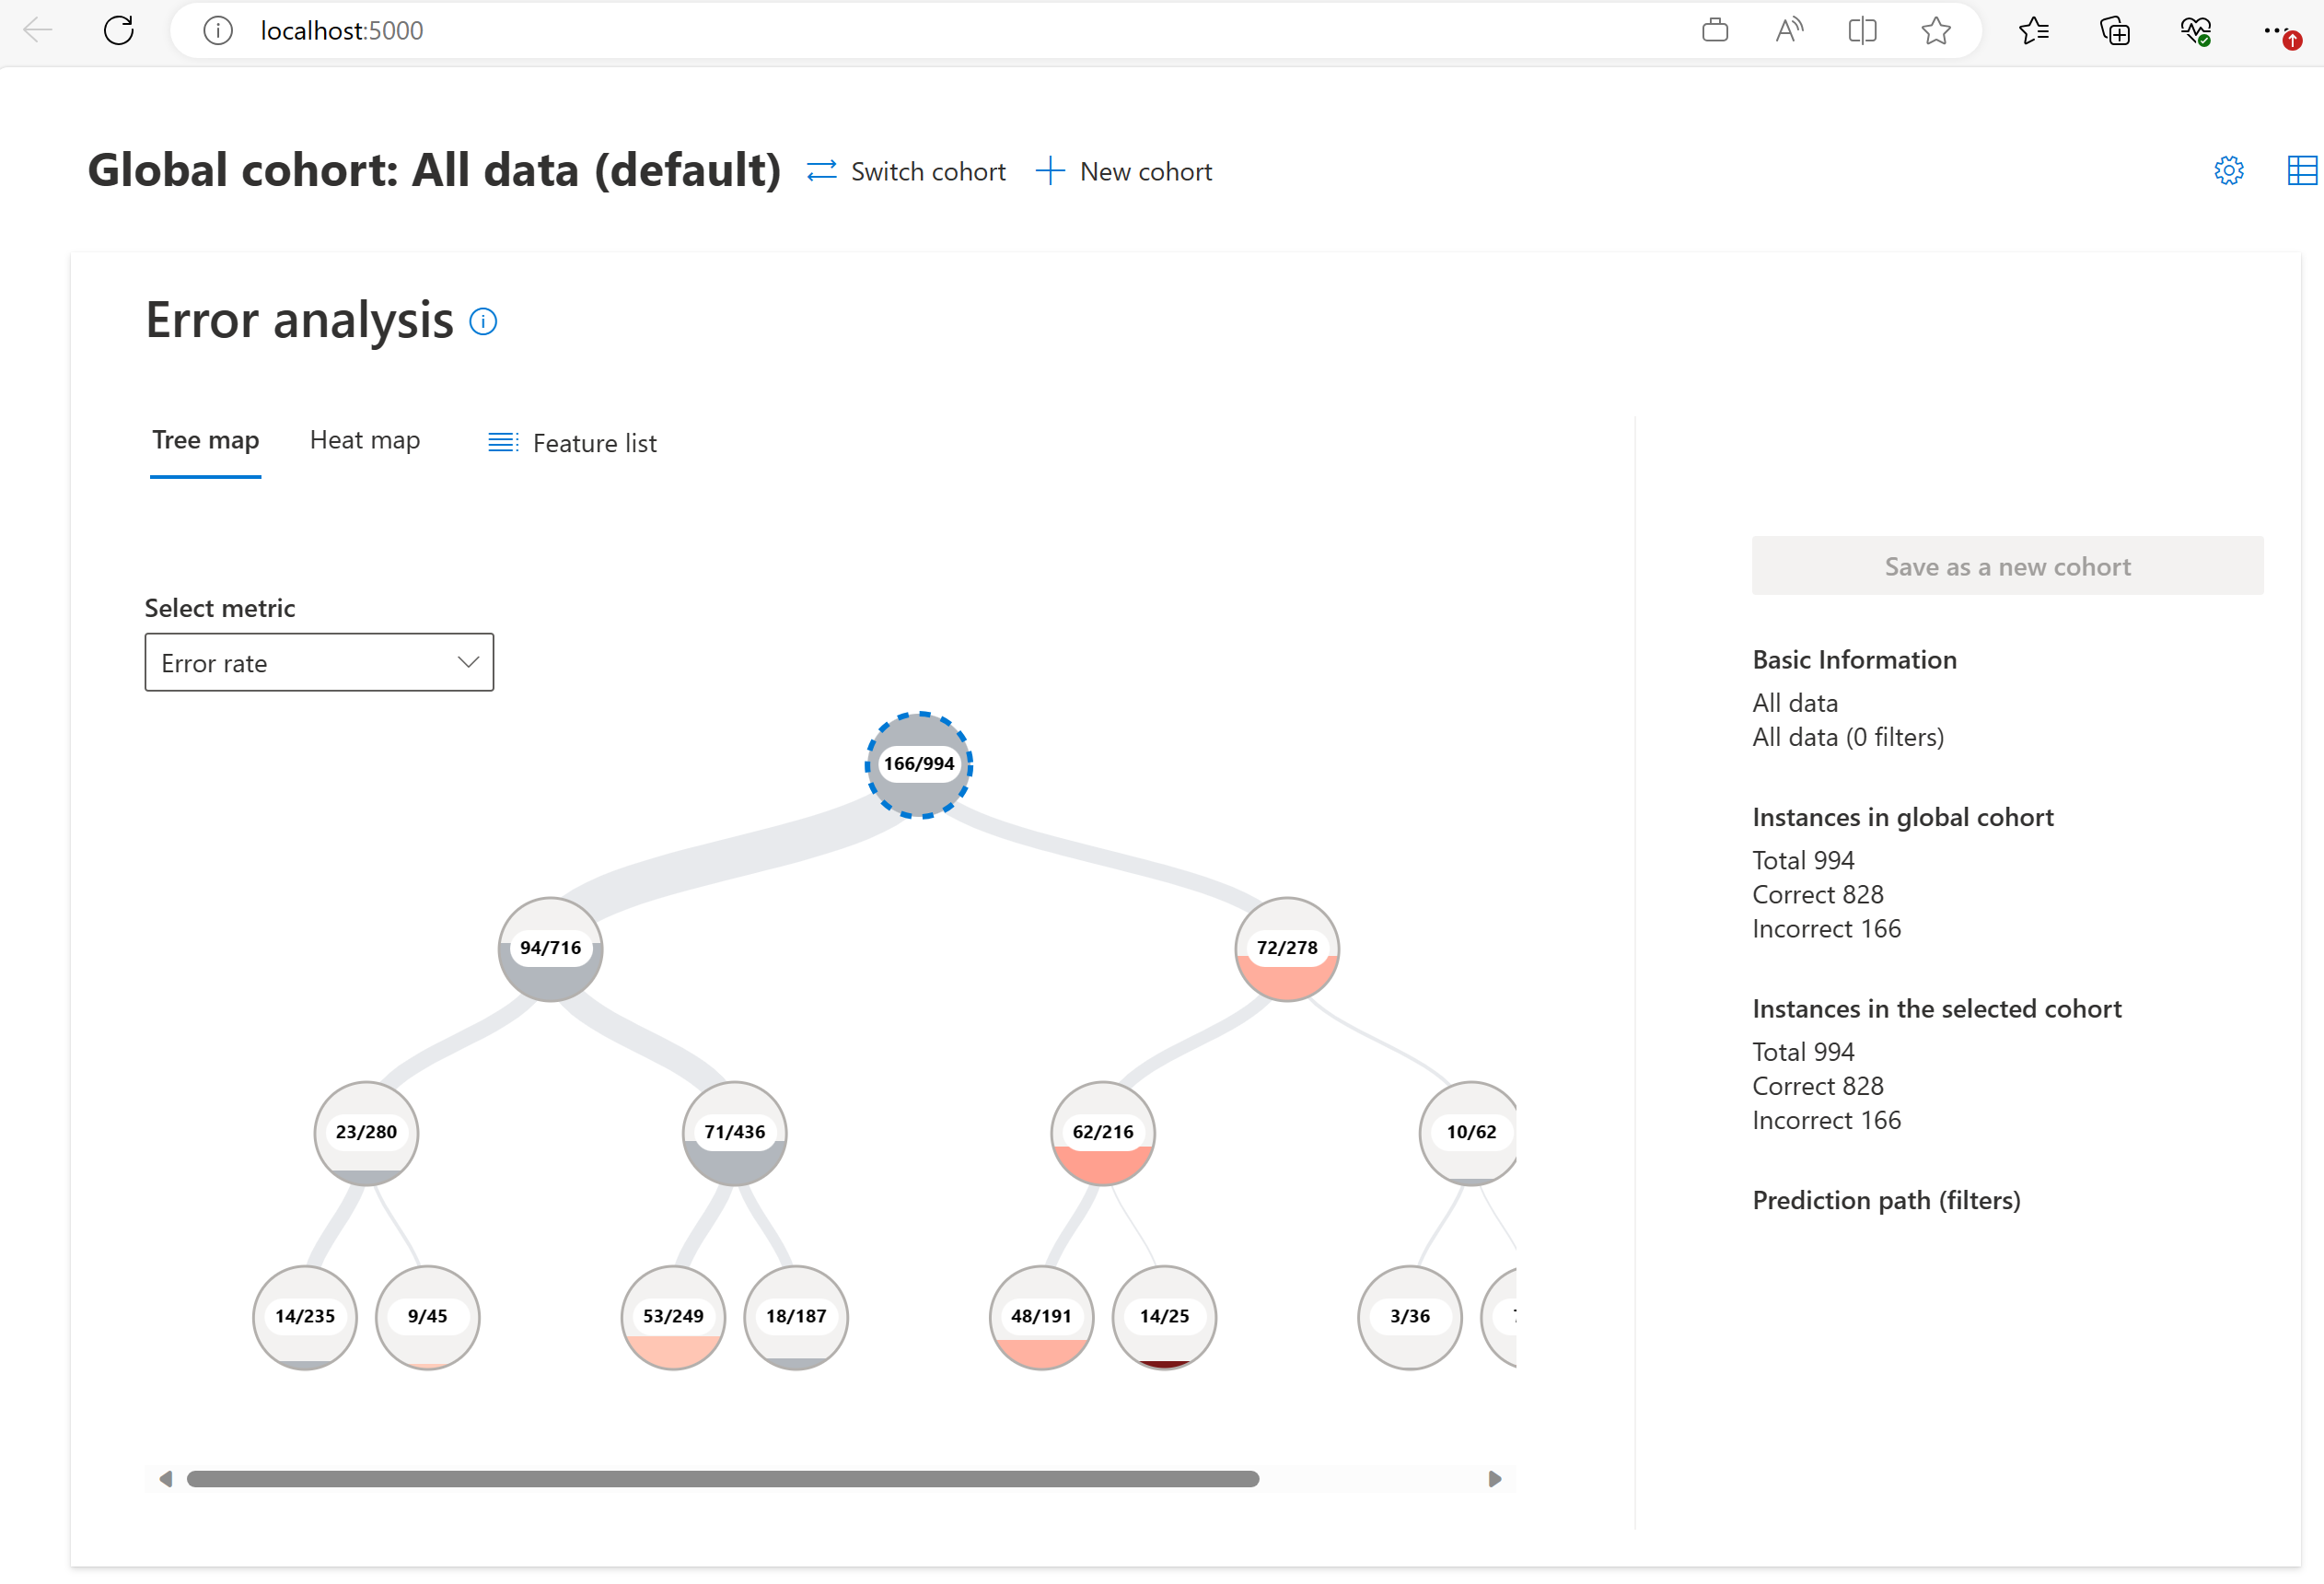 localhost:5000
Global cohort: All data (default)
Switch cohort
New cohort
Error analysis
Tree map
Heat map
Feature list
Select metric
Error rate
166/994
94/716
72/278
23/280
71/436
62/216
10/62
14/235
9/45
53/249
18/187
48/191
14/25
3/36
Save as a new cohort
Basic Information
All data
All data (0 filters)
Instances in global cohort
Total 994
Correct 828
Incorrect 166
Instances in the selected cohort
Total 994
Correct 828
Incorrect 166
Prediction path (filters)